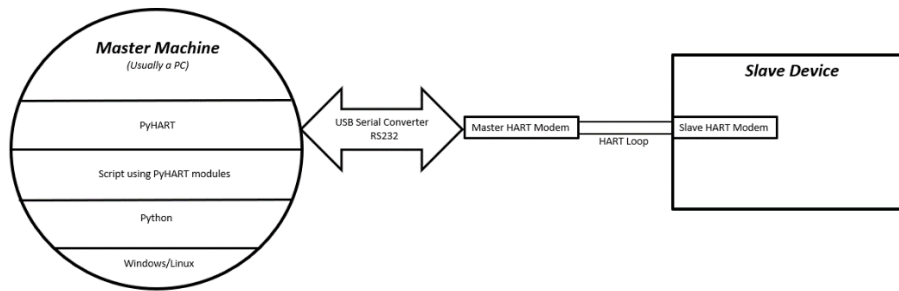 Master Machine
(Usually a PC)
PyHART
Script using PyHART modules
Python
Windows/Linux
USB Serial Converter
RS232
Master HART Modem
HART Loop
Slave Device
Slave HART Modem